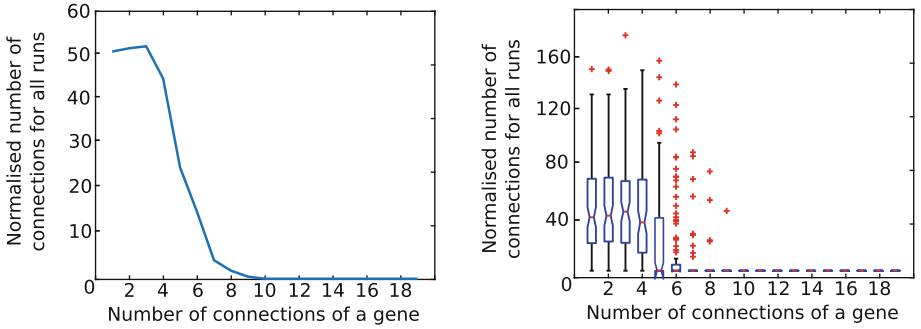 Normalised number of
connections for all runs
60
50
40
30
20
10
0
2 4 6 8 10 12 14 16 18
Number of connections of a gene
Normalised number of
connections for all runs
160
120
80
40
0
2 4 6 8 10 12 14 16 18
Number of connections of a gene